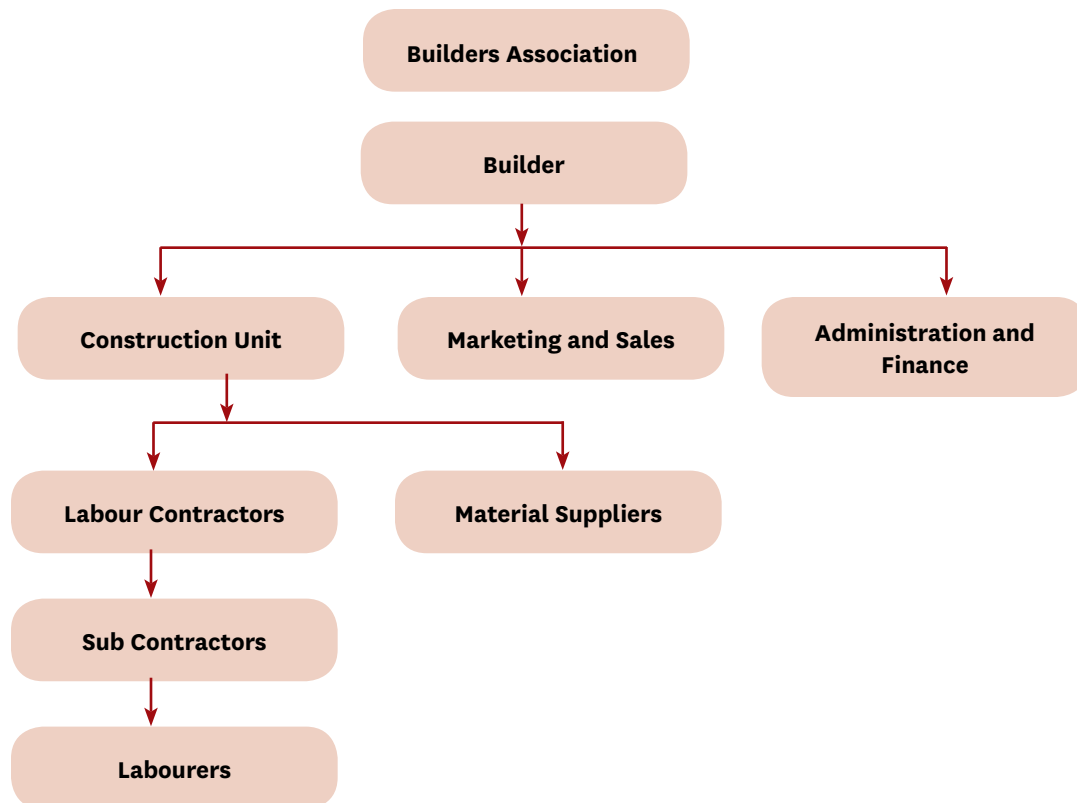 Builders Association
Builder
Construction Unit
Marketing and Sales
Administration and
Finance
Labour Contractors
Material Suppliers
Sub Contractors
Labourers